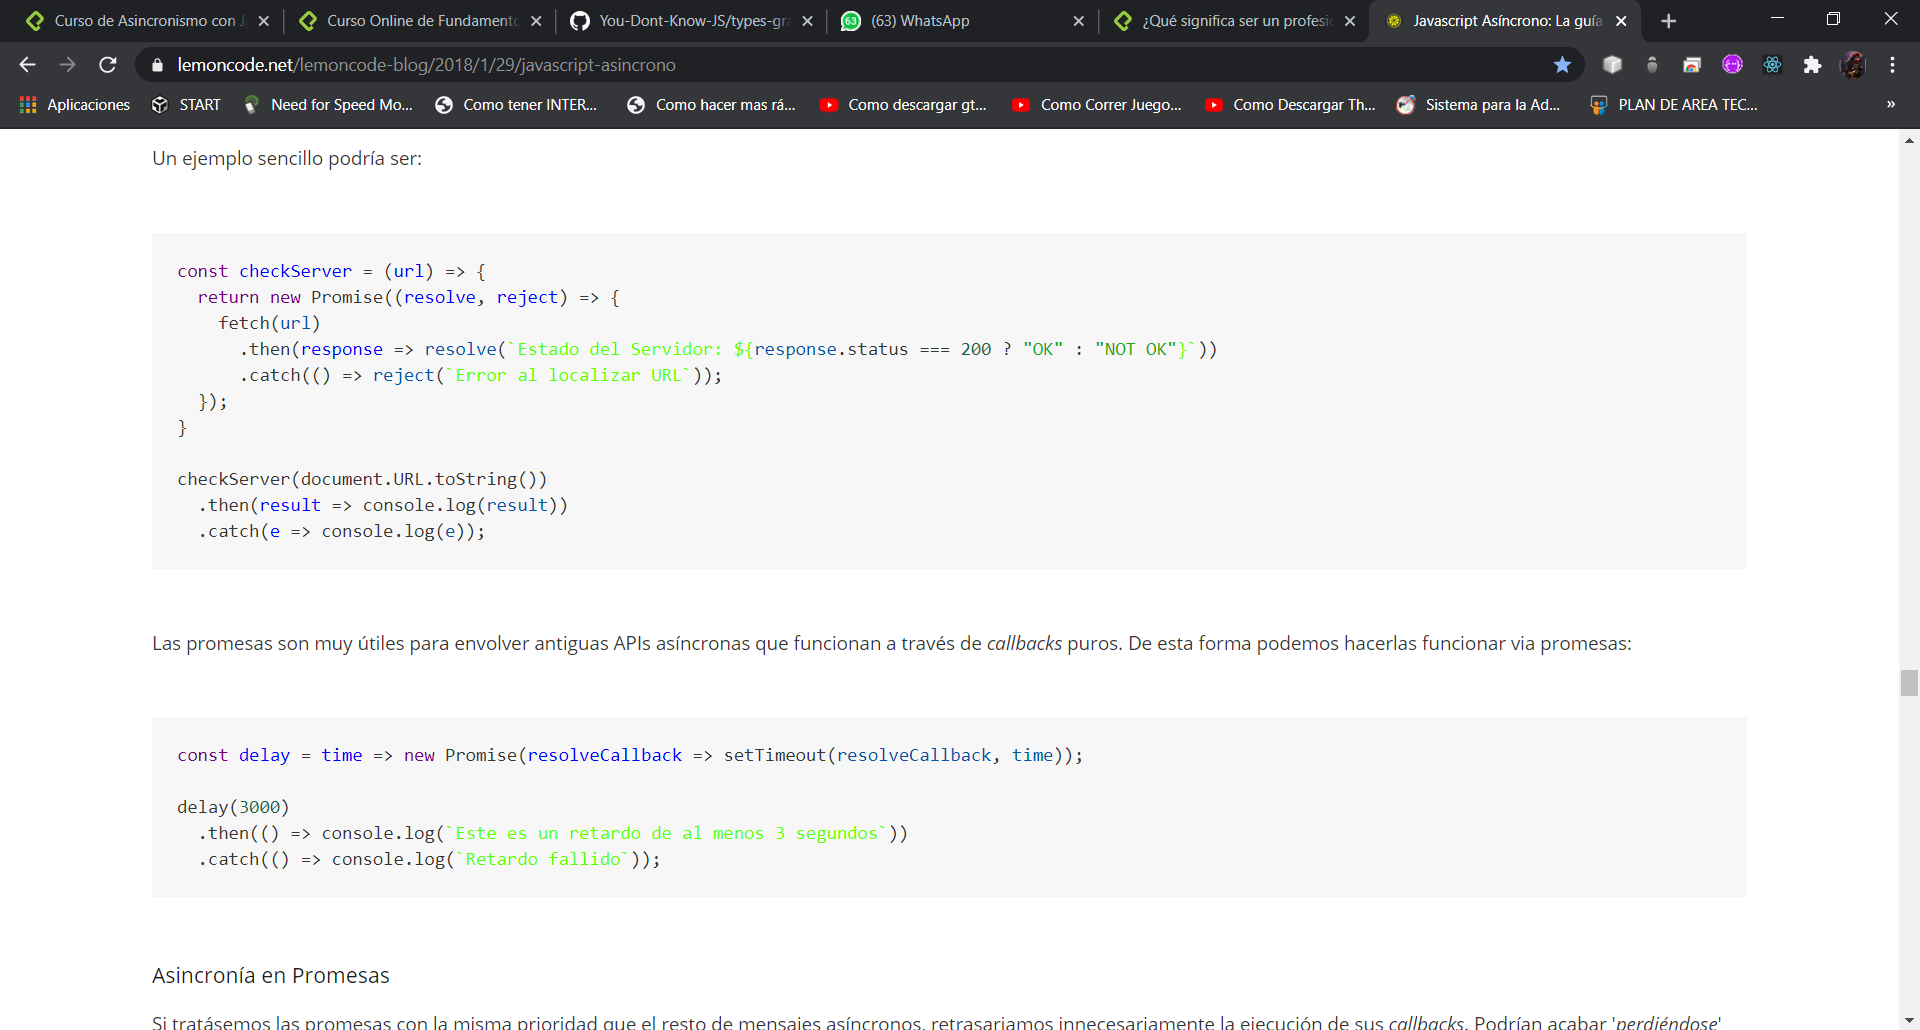 Curso de Asincronismo con J
Curso Online de Fundamento
You-Dont-Know-JS/types-gra
63 (63) WhatsApp
¿Qué significa ser un profesio
Javascript Asíncrono: La guía
lemoncode.net/lemoncode-blog/2018/1/29/javascript-asincrono
Aplicaciones
START
Need for Speed Mo...
Como tener INTER...
Como hacer mas rá...
Como descargar gt...
Como Correr Juego...
Como Descargar Th...
Sistema para la Ad...
PLAN DE AREA TEC...
»
Un ejemplo sencillo podría ser:
const checkServer = (url) => {
  return new Promise((resolve, reject) => {
    fetch(url)
      .then(response => resolve(`Estado del Servidor: ${response.status === 200 ? "OK" : "NOT OK"}`))
      .catch(() => reject(`Error al localizar URL`));
  });
}
checkServer(document.URL.toString())
  .then(result => console.log(result))
  .catch(e => console.log(e));
Las promesas son muy útiles para envolver antiguas APIs asíncronas que funcionan a través de callbacks puros. De esta forma podemos hacerlas funcionar via promesas:
const delay = time => new Promise(resolveCallback => setTimeout(resolveCallback, time));
delay(3000)
  .then(() => console.log(`Este es un retardo de al menos 3 segundos`))
  .catch(() => console.log(`Retardo fallido`));
Asincronía en Promesas
Si tratásemos las promesas con la misma prioridad que el resto de mensajes asíncronos, retrasariamos innecesariamente la ejecución de sus callbacks. Podrían acabar 'perdiéndose'